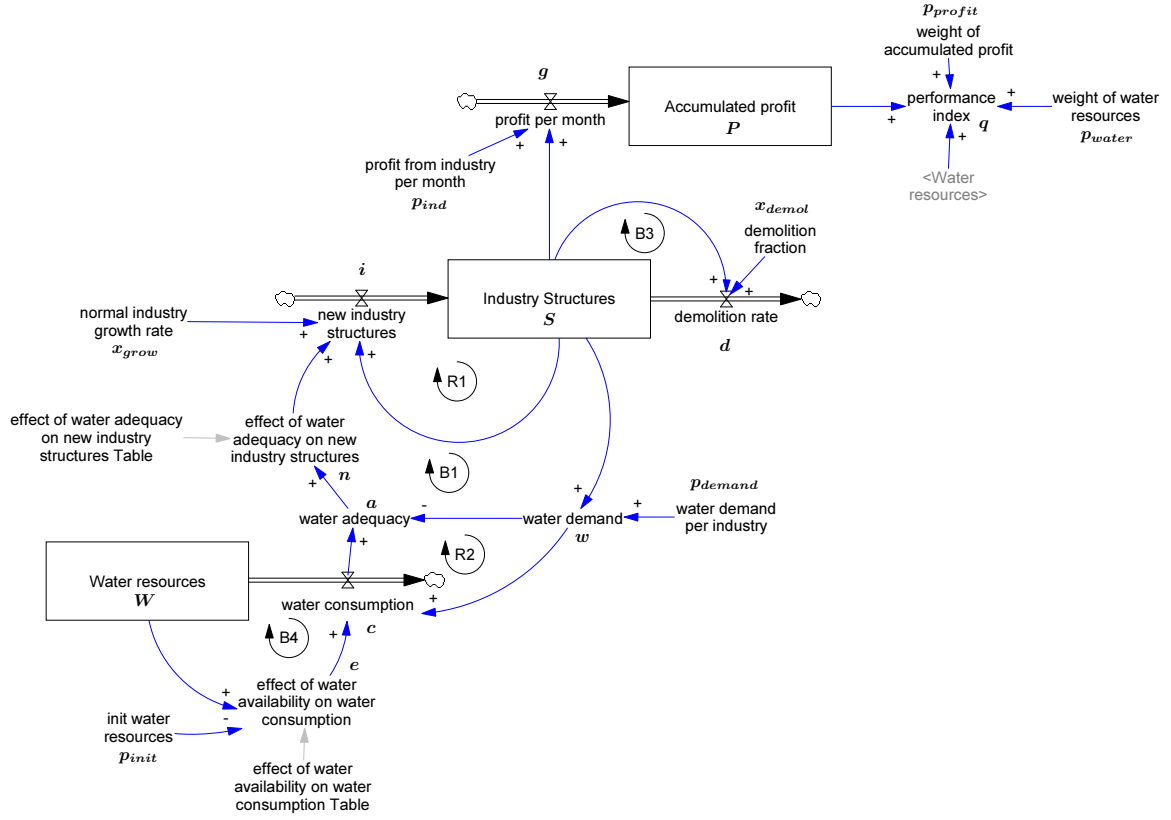 p_profit
weight of
accumulated profit
+
g
Accumulated profit
P
+
performance
index q
+
+
weight of water
resources
p_water
profit per month
+
+
+
profit from industry
per month
p_ind
<Water
resources>
B3
x_demol
demolition
fraction
i
Industry Structures
S
+
+
demolition rate
d
normal industry
growth rate
x_grow
+
new industry
structures
+
+
R1
effect of water adequacy
on new industry
structures Table
effect of water
adequacy on new
industry structures
n
+
B1
a
water adequacy
-
+
water demand
w
+
p_demand
water demand
per industry
+
R2
Water resources
W
water consumption
+
c
B4
+
e
effect of water
availability on water
consumption
+
-
init water
resources
p_init
effect of water
availability on water
consumption Table